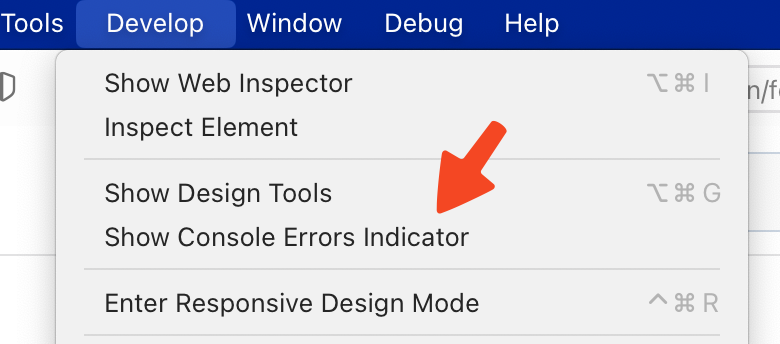 Tools Develop Window Debug Help
Show Web Inspector ⌥⌘I
n/f
Inspect Element
Show Design Tools ⌥⌘G
Show Console Errors Indicator
Enter Responsive Design Mode ^⌘R